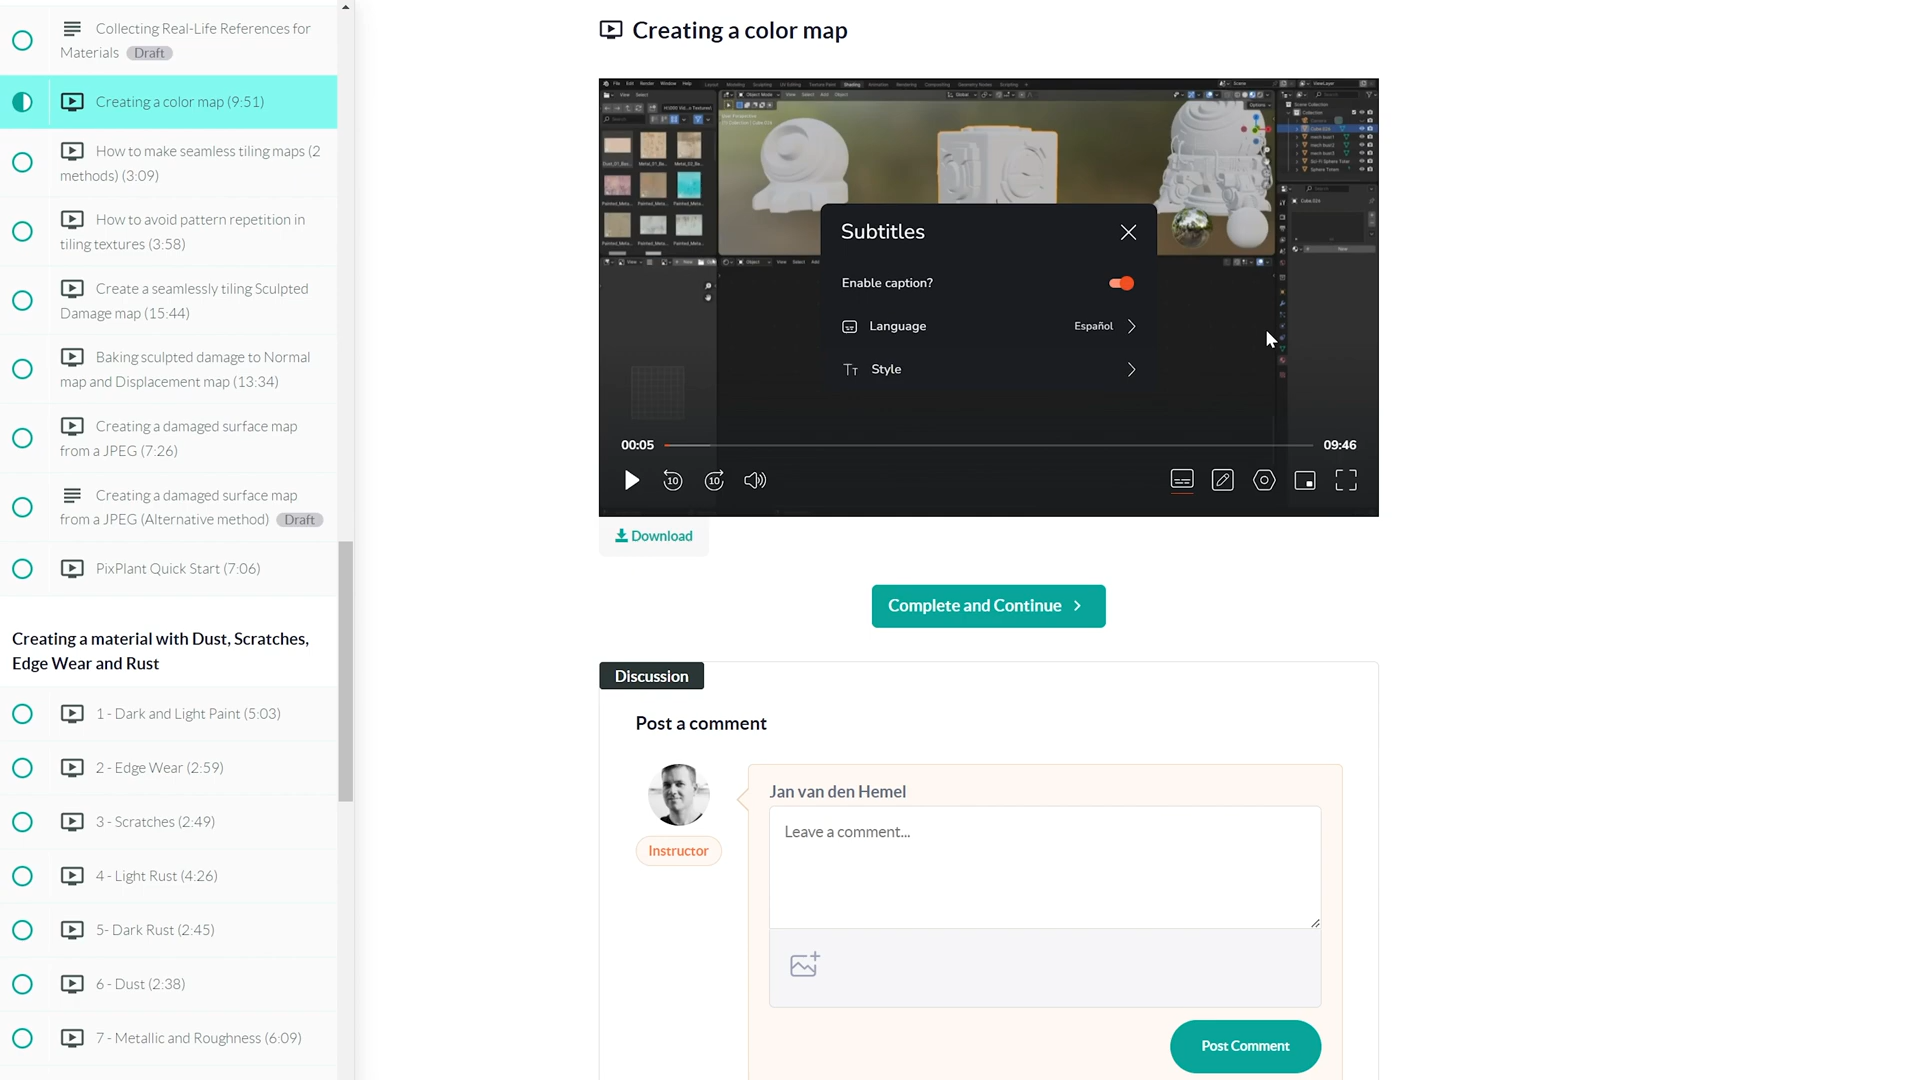 Collecting Real-Life References for
Materials Draft
Creating a color map (9:51)
How to make seamless tiling maps (2
methods) (3:09)
How to avoid pattern repetition in
tiling textures (3:58)
Create a seamlessly tiling Sculpted
Damage map (15:44)
Baking sculpted damage to Normal
map and Displacement map (13:34)
Creating a damaged surface map
from a JPEG (7:26)
Creating a damaged surface map
from a JPEG (Alternative method) Draft
PixPlant Quick Start (7:06)
Creating a material with Dust, Scratches,
Edge Wear and Rust
1 - Dark and Light Paint (5:03)
2 - Edge Wear (2:59)
3 - Scratches (2:49)
4 - Light Rust (4:26)
5- Dark Rust (2:45)
6 - Dust (2:38)
7 - Metallic and Roughness (6:09)
Creating a color map
Subtitles
Enable caption?
Language Español
Style
00:05 09:46
10 10
Download
Complete and Continue
Discussion
Post a comment
Jan van den Hemel
Leave a comment...
Instructor
Post Comment